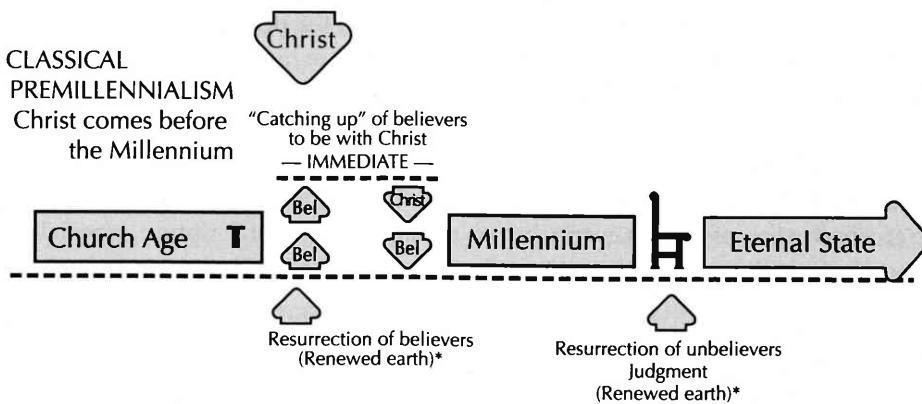 Christ
CLASSICAL
PREMILLENNIALISM
Christ comes before
the Millennium
"Catching up" of believers
to be with Christ
— IMMEDIATE —
Bel
Christ
Church Age T
Bel
Bel
Millennium
Eternal State
Resurrection of believers
(Renewed earth)*
Resurrection of unbelievers
Judgment
(Renewed earth)*